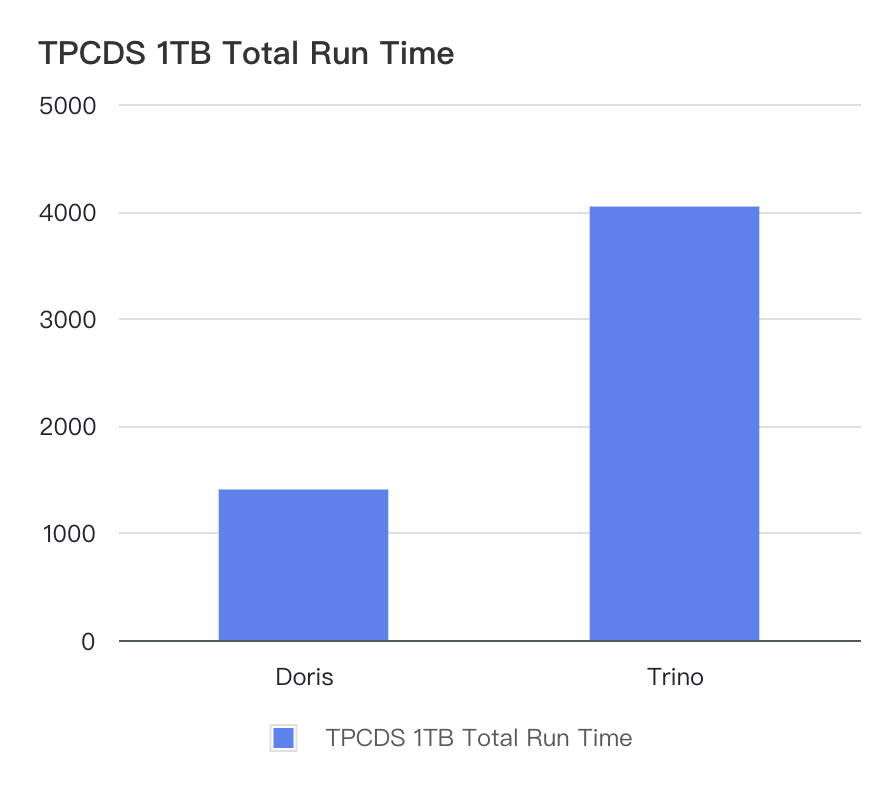 TPCDS 1TB Total Run Time
5000
4000
3000
2000
1000
0
Doris Trino
TPCDS 1TB Total Run Time